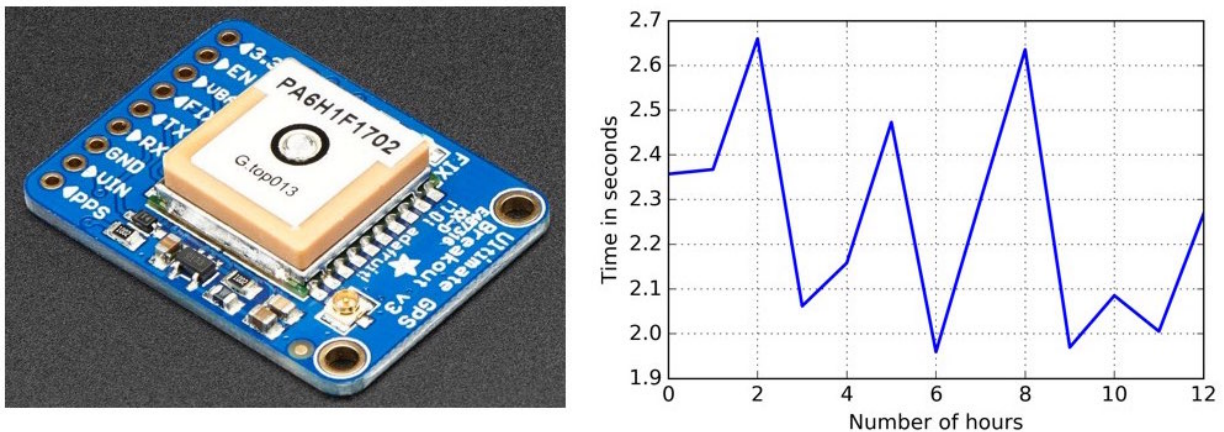 3.3
EN
VBA
FIX
TX
RX
GND
VIN
PPS
PA6H1F1702
G.top013
FIX
adafruit
Ultimate GPS
Breakout v3
2.7
2.6
2.5
2.4
2.3
2.2
2.1
2.0
1.9
Time in seconds
0 2 4 6 8 10 12
Number of hours